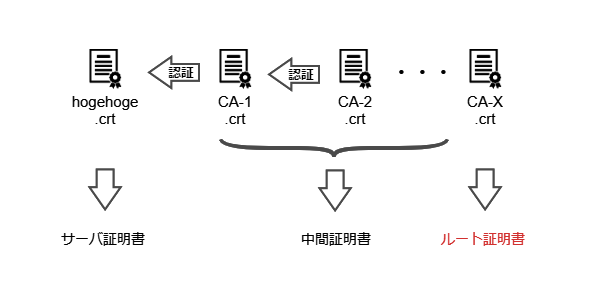 認証
認証
・・・
hogehoge
.crt
CA-1
.crt
CA-2
.crt
CA-X
.crt
サーバ証明書
中間証明書
ルート証明書